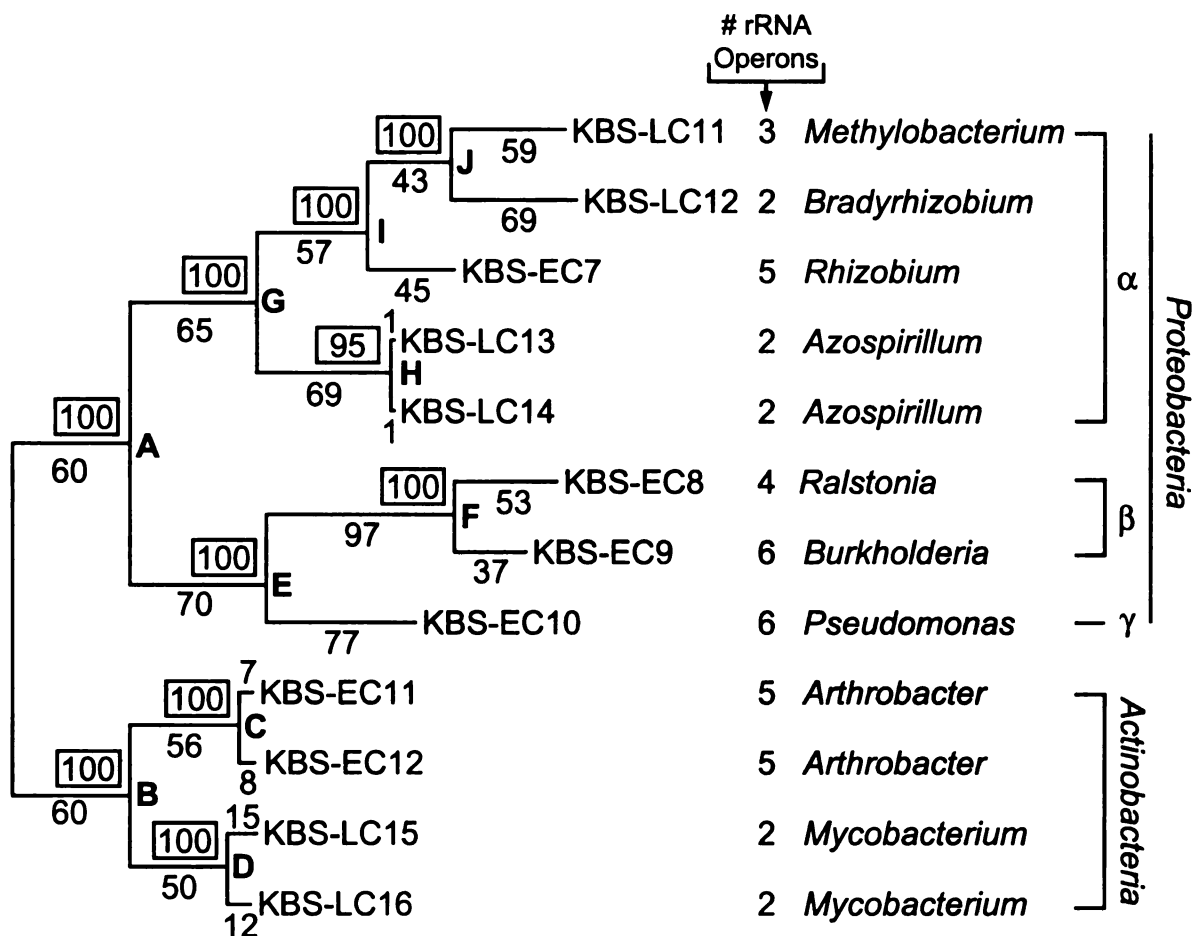 # rRNA
Operons
100
J
59
KBS-LC11 3 Methylobacterium
43
100
I
69
KBS-LC12 2 Bradyrhizobium
57
100
G
45
KBS-EC7 5 Rhizobium
65
95
H
1
KBS-LC13 2 Azospirillum
69
1
KBS-LC14 2 Azospirillum
α
100
A
60
100
F
53
KBS-EC8 4 Ralstonia
97
37
KBS-EC9 6 Burkholderia
β
100
E
70
77
KBS-EC10 6 Pseudomonas
γ
Proteobacteria
100
C
7
KBS-EC11 5 Arthrobacter
56
8
KBS-EC12 5 Arthrobacter
100
B
60
100
D
15
KBS-LC15 2 Mycobacterium
50
12
KBS-LC16 2 Mycobacterium
Actinobacteria